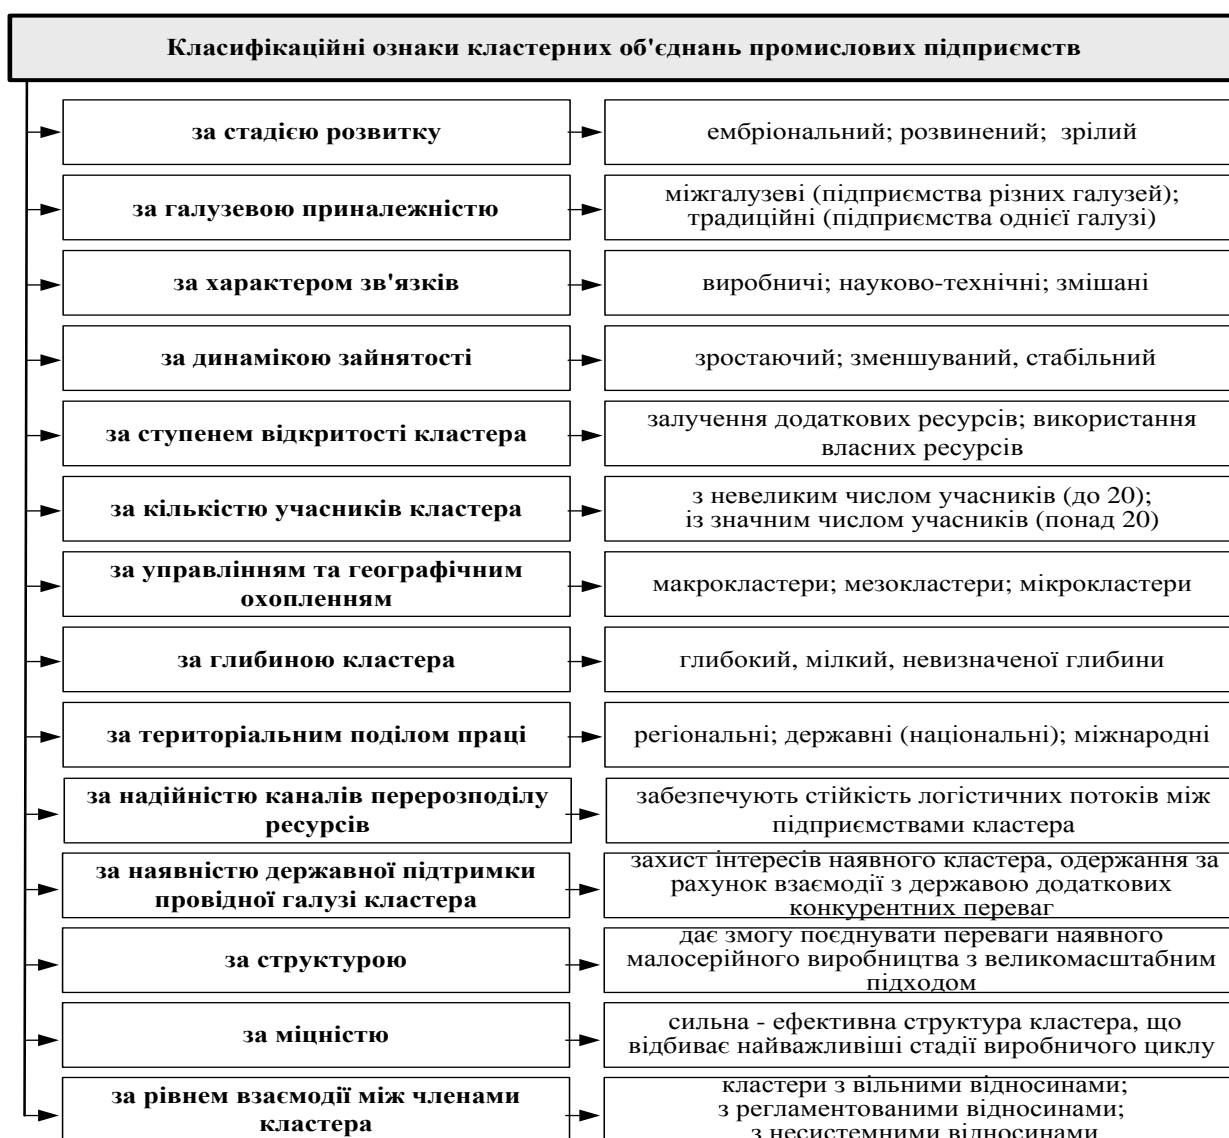 Класифікаційні ознаки кластерних об'єднань промислових підприємств
за стадією розвитку
ембріональний; розвинений; зрілий
за галузевою приналежністю
міжгалузеві (підприємства різних галузей);
традиційні (підприємства однієї галузі)
за характером зв'язків
виробничі; науково-технічні; змішані
за динамікою зайнятості
зростаючий; зменшуваний, стабільний
за ступенем відкритості кластера
залучення додаткових ресурсів; використання
власних ресурсів
за кількістю учасників кластера
з невеликим числом учасників (до 20);
із значним числом учасників (понад 20)
за управлінням та географічним
охопленням
макрокластери; мезокластери; мікрокластери
за глибиною кластера
глибокий, мілкий, невизначеної глибини
за територіальним поділом праці
регіональні; державні (національні); міжнародні
за надійністю каналів перерозподілу
ресурсів
забезпечують стійкість логістичних потоків між
підприємствами кластера
за наявністю державної підтримки
провідної галузі кластера
захист інтересів наявного кластера, одержання за
рахунок взаємодії з державою додаткових
конкурентних переваг
за структурою
дає змогу поєднувати переваги наявного
малосерійного виробництва з великомасштабним
підходом
за міцністю
сильна - ефективна структура кластера, що
відбиває найважливіші стадії виробничого циклу
за рівнем взаємодії між членами
кластера
кластери з вільними відносинами;
з регламентованими відносинами;
з несистемними відносинами